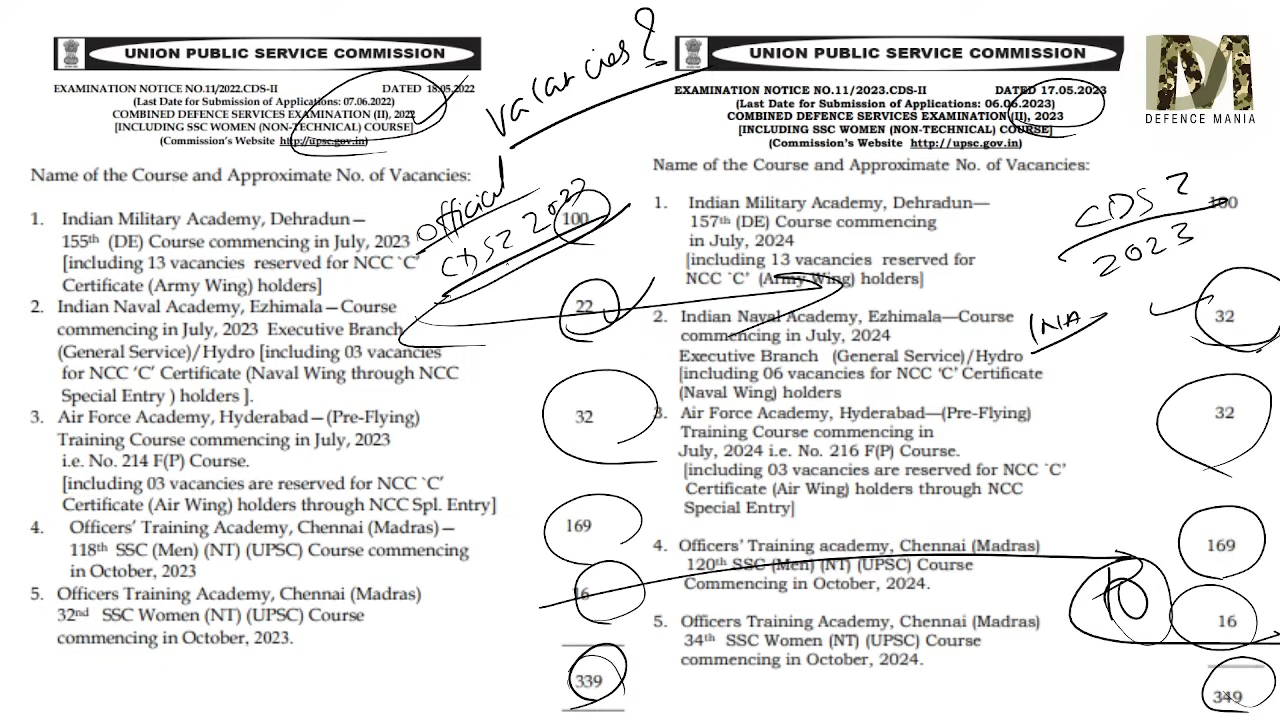 UNION PUBLIC SERVICE COMMISSION
EXAMINATION NOTICE NO.11/2022.CDS-II DATED 18.05.2022
(Last Date for Submission of Applications: 07.06.2022)
COMBINED DEFENCE SERVICES EXAMINATION (II), 2022
[INCLUDING SSC WOMEN (NON-TECHNICAL) COURSE]
(Commission's Website http://upsc.gov.in)
Name of the Course and Approximate No. of Vacancies:
1. Indian Military Academy, Dehradun— 100
155th (DE) Course commencing in July, 2023
[including 13 vacancies reserved for NCC `C'
Certificate (Army Wing) holders]
2. Indian Naval Academy, Ezhimala—Course 22
commencing in July, 2023 Executive Branch
(General Service)/Hydro [including 03 vacancies
for NCC 'C' Certificate (Naval Wing through NCC
Special Entry ) holders ].
3. Air Force Academy, Hyderabad—(Pre-Flying) 32
Training Course commencing in July, 2023
i.e. No. 214 F(P) Course.
[including 03 vacancies are reserved for NCC `C'
Certificate (Air Wing) holders through NCC Spl. Entry]
4. Officers' Training Academy, Chennai (Madras)— 169
118th SSC (Men) (NT) (UPSC) Course commencing
in October, 2023
5. Officers Training Academy, Chennai (Madras) 16
32nd SSC Women (NT) (UPSC) Course
commencing in October, 2023.
339
official vacancies?
CDS2 2023
UNION PUBLIC SERVICE COMMISSION
EXAMINATION NOTICE NO.11/2023.CDS-II DATED 17.05.2023
(Last Date for Submission of Applications: 06.06.2023)
COMBINED DEFENCE SERVICES EXAMINATION (II), 2023
[INCLUDING SSC WOMEN (NON-TECHNICAL) COURSE]
(Commission's Website http://upsc.gov.in)
Name of the Course and Approximate No. of Vacancies:
1. Indian Military Academy, Dehradun— 100
157th (DE) Course commencing
in July, 2024
[including 13 vacancies reserved for
NCC `C' (Army Wing) holders]
2. Indian Naval Academy, Ezhimala—Course 32
commencing in July, 2024
Executive Branch (General Service)/Hydro
[including 06 vacancies for NCC 'C' Certificate
(Naval Wing) holders
3. Air Force Academy, Hyderabad—(Pre-Flying) 32
Training Course commencing in
July, 2024 i.e. No. 216 F(P) Course.
[including 03 vacancies are reserved for NCC `C'
Certificate (Air Wing) holders through NCC
Special Entry]
4. Officers' Training academy, Chennai (Madras) 169
120th SSC (Men) (NT) (UPSC) Course
Commencing in October, 2024.
5. Officers Training Academy, Chennai (Madras) 16
34th SSC Women (NT) (UPSC) Course
commencing in October, 2024.
349
CDS 2
2023
INA
10
DEFENCE MANIA